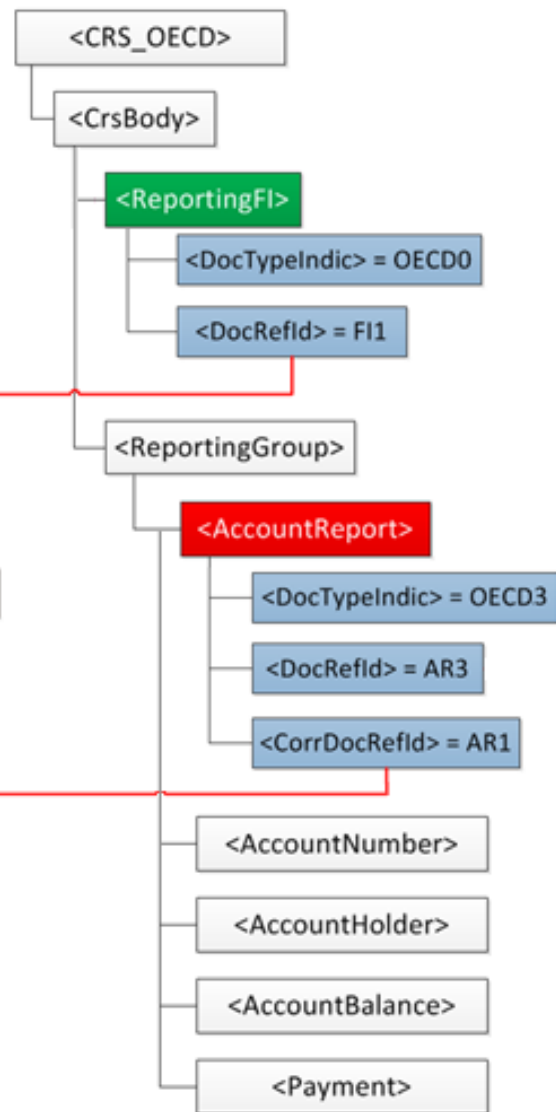 <CRS_OECD>
<CrsBody>
<ReportingFI>
<DocTypeIndic> = OECD0
<DocRefId> = FI1
<ReportingGroup>
<AccountReport>
<DocTypeIndic> = OECD3
<DocRefId> = AR3
<CorrDocRefId> = AR1
<AccountNumber>
<AccountHolder>
<AccountBalance>
<Payment>